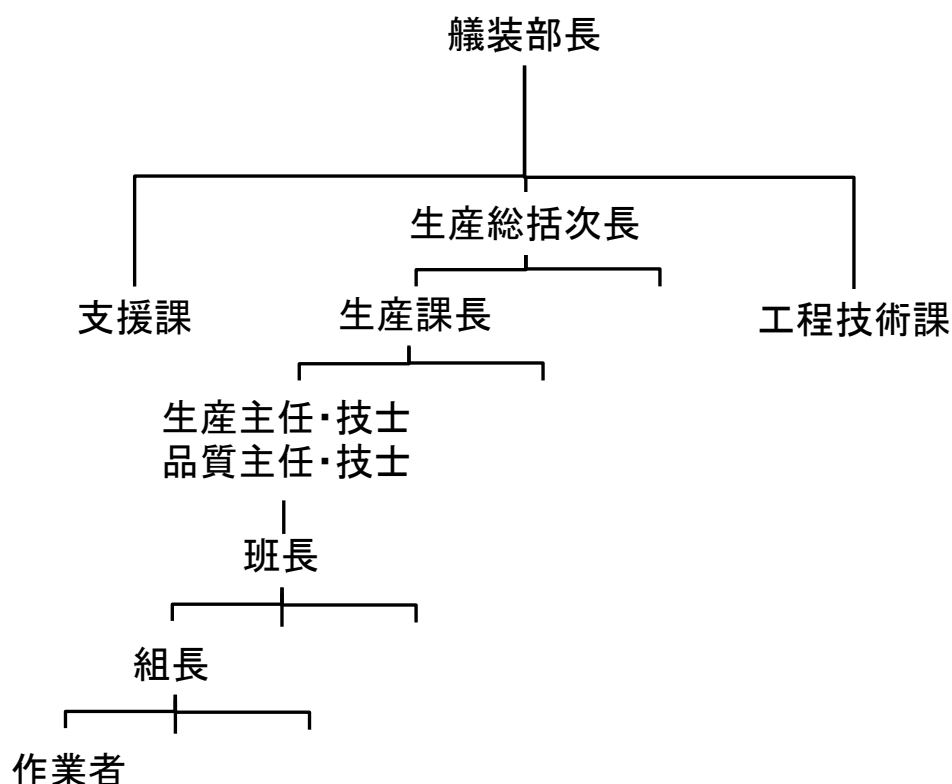 艤装部長
生産総括次長
支援課
生産課長
工程技術課
生産主任・技士
品質主任・技士
班長
組長
作業者